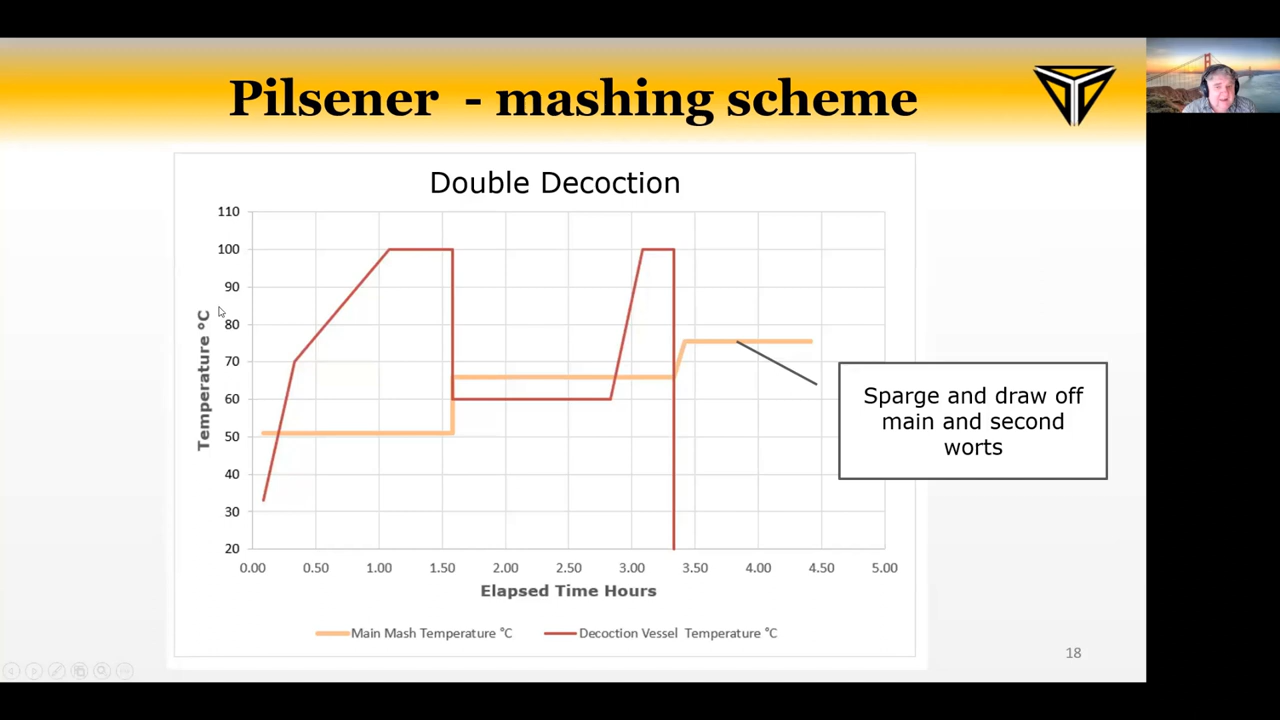 Pilsener - mashing scheme
Double Decoction
110
100
90
80
70
60
50
40
30
20
Temperature °C
0.00 0.50 1.00 1.50 2.00 2.50 3.00 3.50 4.00 4.50 5.00
Elapsed Time Hours
Main Mash Temperature °C Decoction Vessel Temperature °C
Sparge and draw off
main and second
worts
18